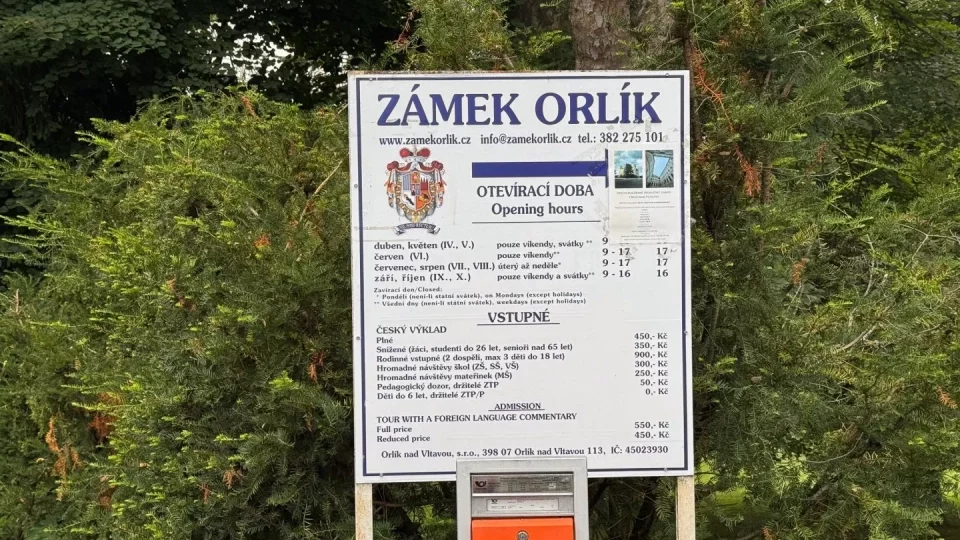 ZÁMEK ORLÍK
www.zamekorlik.cz info@zamekorlik.cz tel.: 382 275 101
OTEVÍRACÍ DOBA
Opening hours
duben, květen (IV., V.) pouze víkendy, svátky ** 9
červen (VI.) pouze víkendy** 9 - 17 17
červenec, srpen (VII., VIII.) úterý až neděle* 9 - 17 17
září, říjen (IX., X.) pouze víkendy a svátky** 9 - 16 16
Zavírací den/Closed:
* Pondělí (není-li statní svátek), on Mondays (except holidays)
** Všední dny (není-li státní svátek), weekdays (except holidays)
VSTUPNÉ
ČESKÝ VÝKLAD
Plné 450,- Kč
Snížené (žáci, studenti do 26 let, senioři nad 65 let) 350,- Kč
Rodinné vstupné (2 dospělí, max 3 děti do 18 let) 900,- Kč
Hromadné návštěvy škol (ZŠ, SŠ, VŠ) 300,- Kč
Hromadné návštěvy mateřinek (MŠ) 250,- Kč
Pedagogický dozor, držitelé ZTP 50,- Kč
Děti do 6 let, držitelé ZTP/P 0,- Kč
ADMISSION
TOUR WITH A FOREIGN LANGUAGE COMMENTARY
Full price 550,- Kč
Reduced price 450,- Kč
Orlík nad Vltavou, s.r.o., 398 07 Orlík nad Vltavou 113, IČ: 45023930